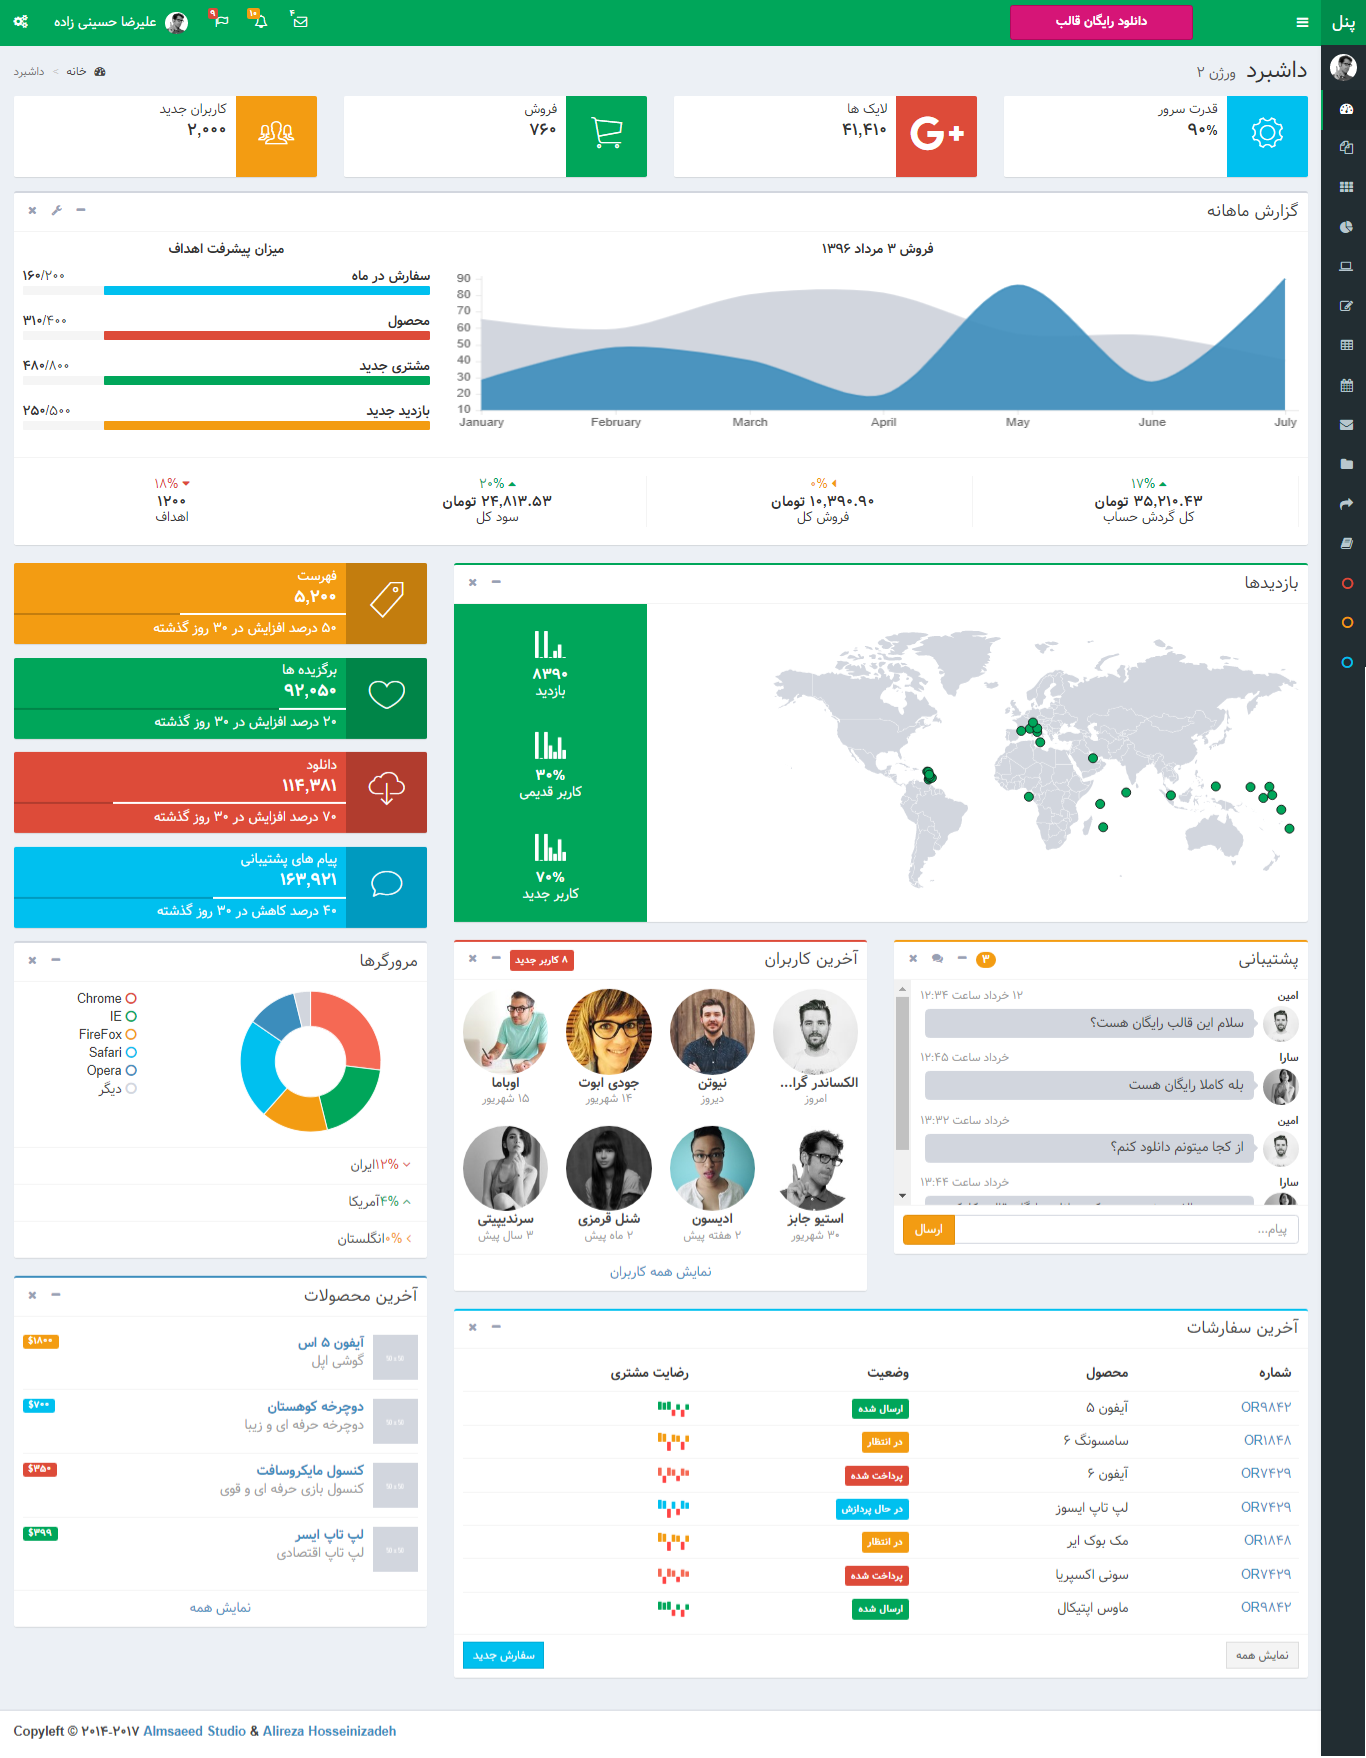 پنل
دانلود رایگان قالب
۴
۱۰
۹
علیرضا حسینی زاده
داشبرد ورژن ۲
خانه > داشبرد
قدرت سرور
۹۰%
لایک ها
۴۱,۴۱۰
فروش
۷۶۰
کاربران جدید
۲,۰۰۰
گزارش ماهانه
فروش ۳ مرداد ۱۳۹۶
90
80
70
60
50
40
30
20
10
January February March April May June July
میزان پیشرفت اهداف
سفارش در ماه ۱۶۰/۲۰۰
محصول ۳۱۰/۴۰۰
مشتری جدید ۴۸۰/۸۰۰
بازدید جدید ۲۵۰/۵۰۰
۱۷%
۳۵,۲۱۰.۴۳ تومان
کل گردش حساب
۰%
۱۰,۳۹۰.۹۰ تومان
فروش کل
۲۰%
۲۴,۸۱۳.۵۳ تومان
سود کل
۱۸%
۱۲۰۰
اهداف
بازدیدها
۸۳۹۰
بازدید
۳۰%
کاربر قدیمی
۷۰%
کاربر جدید
فهرست
۵,۲۰۰
۵۰ درصد افزایش در ۳۰ روز گذشته
برگزیده ها
۹۲,۰۵۰
۲۰ درصد افزایش در ۳۰ روز گذشته
دانلود
۱۱۴,۳۸۱
۷۰ درصد افزایش در ۳۰ روز گذشته
پیام های پشتیبانی
۱۶۳,۹۲۱
۴۰ درصد کاهش در ۳۰ روز گذشته
پشتیبانی
۳
امین ۱۲ خرداد ساعت ۱۲:۳۴
سلام این قالب رایگان هست؟
سارا خرداد ساعت ۱۲:۴۵
بله کاملا رایگان هست
امین خرداد ساعت ۱۳:۳۲
از کجا میتونم دانلود کنم؟
سارا خرداد ساعت ۱۳:۴۴
پیام...
ارسال
آخرین کاربران
۸ کاربر جدید
الکساندر گرا...
امروز
نیوتن
دیروز
جودی ابوت
۱۴ شهریور
اوباما
۱۵ شهریور
استیو جابز
۳۰ شهریور
ادیسون
۲ هفته پیش
شنل قرمزی
۲ ماه پیش
سرندیپیتی
۳ سال پیش
نمایش همه کاربران
مرورگرها
Chrome
IE
FireFox
Safari
Opera
دیگر
ایران۱۲%
آمریکا۴%
انگلستان۰%
آخرین محصولات
آیفون ۵ اس
$۱۸۰۰
گوشی اپل
دوچرخه کوهستان
$۷۰۰
دوچرخه حرفه ای و زیبا
کنسول مایکروسافت
$۳۵۰
کنسول بازی حرفه ای و قوی
لپ تاپ ایسر
$۳۹۹
لپ تاپ اقتصادی
نمایش همه
آخرین سفارشات
شماره محصول وضعیت رضایت مشتری
OR۹۸۴۲ آیفون ۵ ارسال شده
OR۱۸۴۸ سامسونگ ۶ در انتظار
OR۷۴۲۹ آیفون ۶ پرداخت شده
OR۷۴۲۹ لپ تاپ ایسوز در حال پردازش
OR۱۸۴۸ مک بوک ایر در انتظار
OR۷۴۲۹ سونی اکسپریا پرداخت شده
OR۹۸۴۲ ماوس اپتیکال ارسال شده
نمایش همه
سفارش جدید
Copyleft © ۲۰۱۴-۲۰۱۷ Almsaeed Studio & Alireza Hosseinizadeh